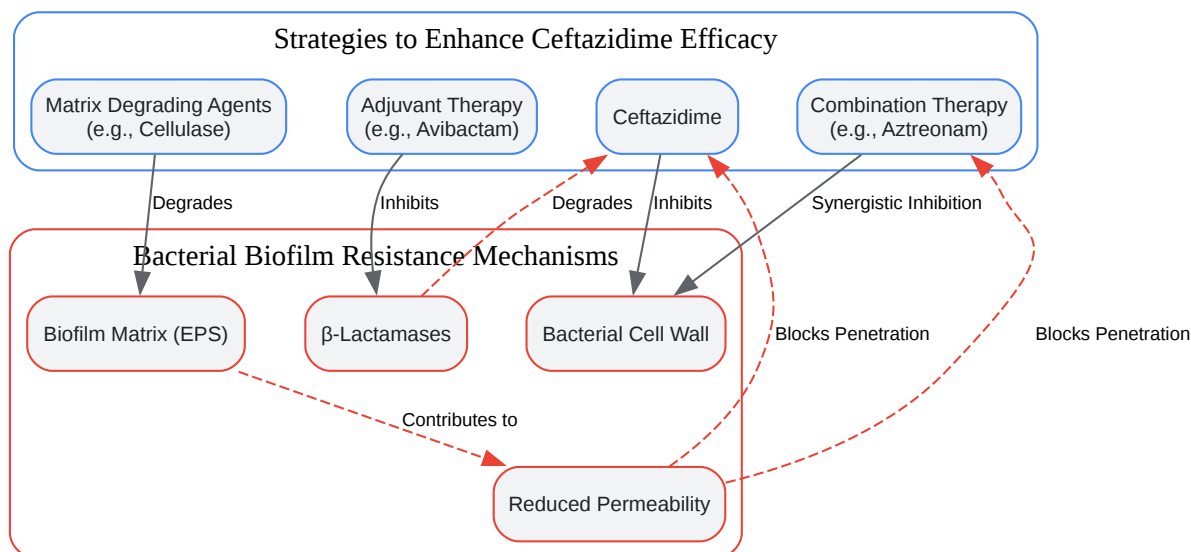 Strategies to Enhance Ceftazidime Efficacy
Matrix Degrading Agents
(e.g., Cellulase)
Adjuvant Therapy
(e.g., Avibactam)
Ceftazidime
Combination Therapy
(e.g., Aztreonam)
Degrades
Inhibits
Degrades
Inhibits
Synergistic Inhibition
Bacterial Biofilm Resistance Mechanisms
Biofilm Matrix (EPS)
β-Lactamases
Bacterial Cell Wall
Blocks Penetration
Blocks Penetration
Contributes to
Reduced Permeability